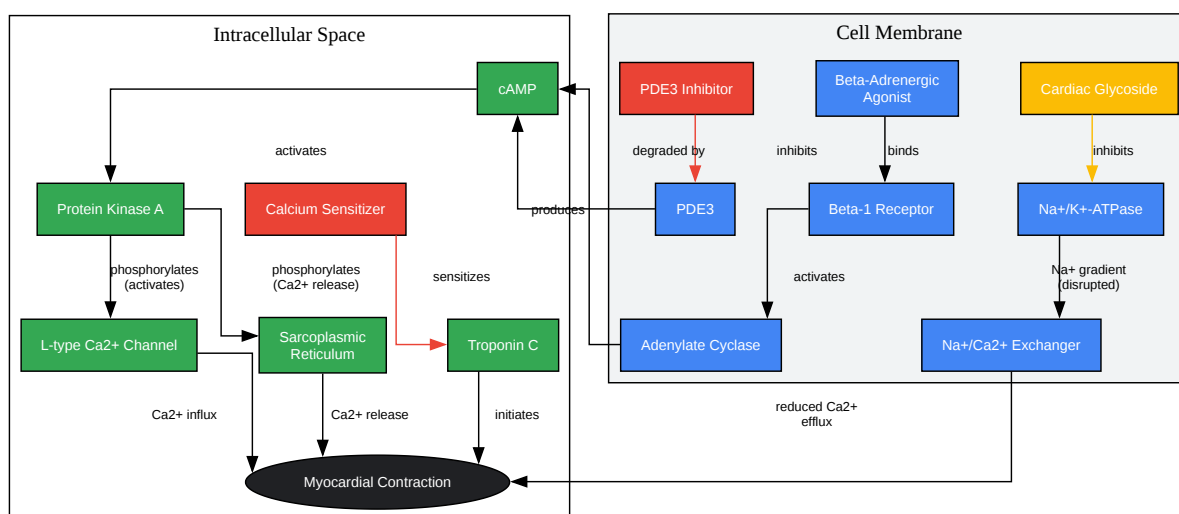 Intracellular Space
Cell Membrane
cAMP
PDE3 Inhibitor
Beta-Adrenergic
Agonist
Cardiac Glycoside
activates
degraded by
inhibits
binds
inhibits
Protein Kinase A
Calcium Sensitizer
produces
PDE3
Beta-1 Receptor
Na+/K+-ATPase
phosphorylates
(activates)
phosphorylates
(Ca2+ release)
sensitizes
activates
Na+ gradient
(disrupted)
L-type Ca2+ Channel
Sarcoplasmic
Reticulum
Troponin C
Adenylate Cyclase
Na+/Ca2+ Exchanger
Ca2+ influx
Ca2+ release
initiates
reduced Ca2+
efflux
Myocardial Contraction